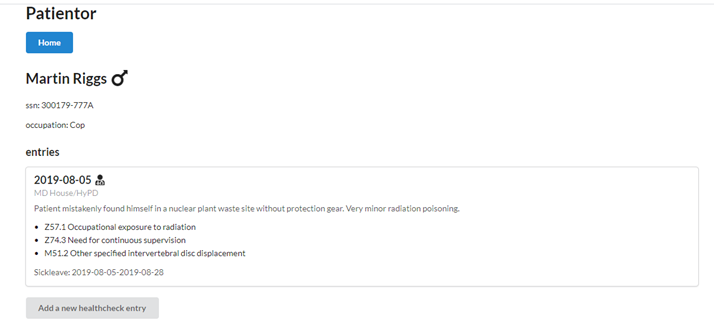 Patientor
Home
Martin Riggs
ssn: 300179-777A
occupation: Cop
entries
2019-08-05
MD House/HyPD
Patient mistakenly found himself in a nuclear plant waste site without protection gear. Very minor radiation poisoning.
• Z57.1 Occupational exposure to radiation
• Z74.3 Need for continuous supervision
• M51.2 Other specified intervertebral disc displacement
Sickleave: 2019-08-05-2019-08-28
Add a new healthcheck entry